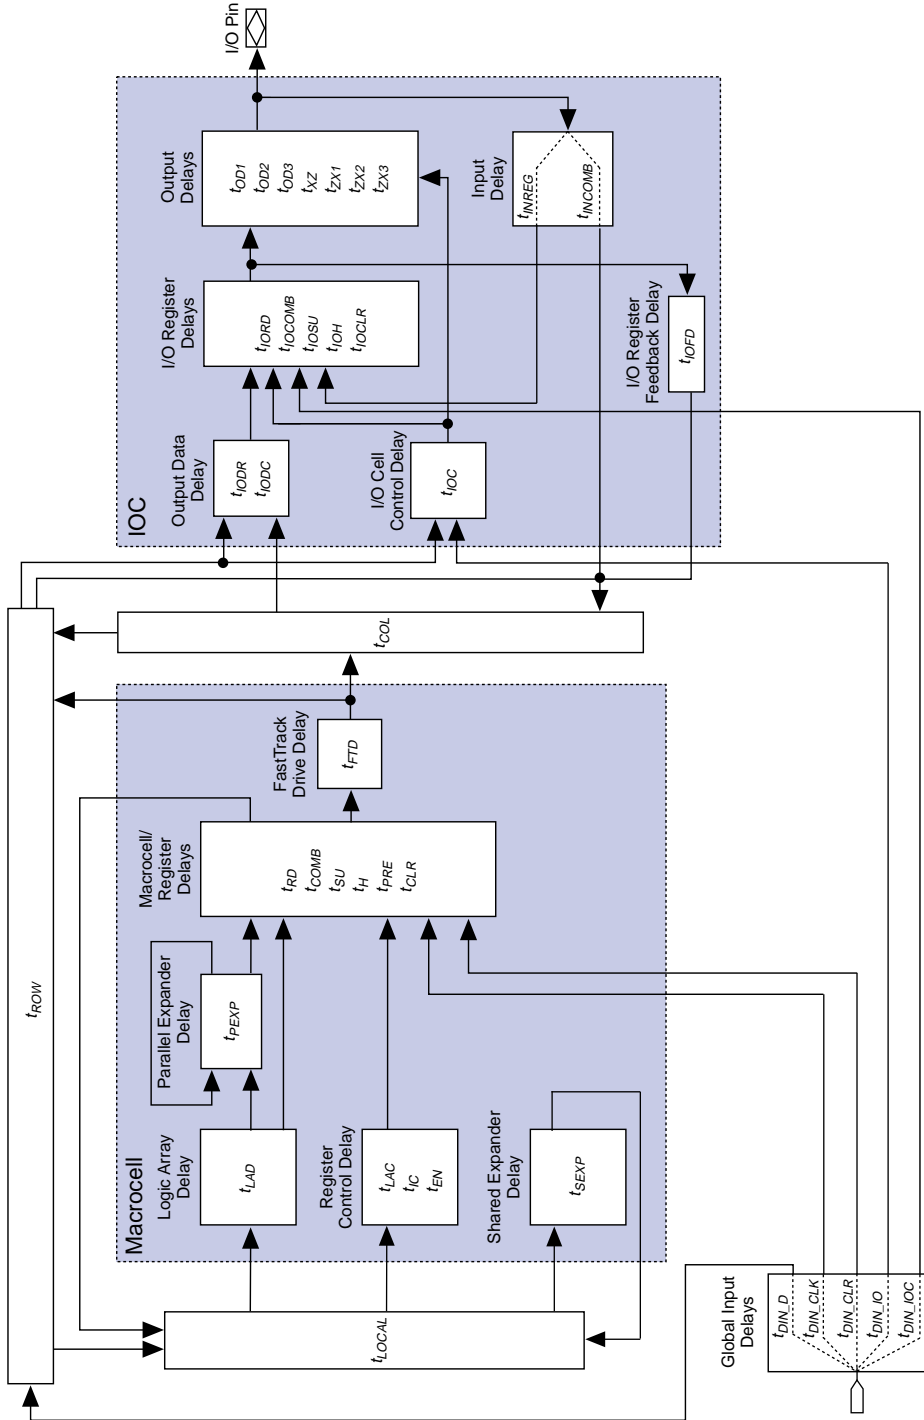 tROW
Macrocell
Logic Array
Delay
tLAD
Parallel Expander
Delay
tPEXP
Macrocell/
Register
Delays
tRD
tCOMB
tSU
tH
tPRE
tCLR
FastTrack
Drive Delay
tFTD
Register
Control Delay
tLAC
tIC
tEN
Shared Expander
Delay
tSEXP
tLOCAL
tCOL
IOC
Output Data
Delay
tIODR
tIODC
I/O Register
Delays
tIORD
tIOCOMB
tIOSU
tIOH
tIOCLR
Output
Delays
tOD1
tOD2
tOD3
tXZ
tZX1
tZX2
tZX3
I/O Pin
I/O Cell
Control Delay
tIOC
Input
Delay
tINREG
tINCOMB
I/O Register
Feedback Delay
tIOFD
Global Input
Delays
tDIN_D
tDIN_CLK
tDIN_CLR
tDIN_IO
tDIN_IOC